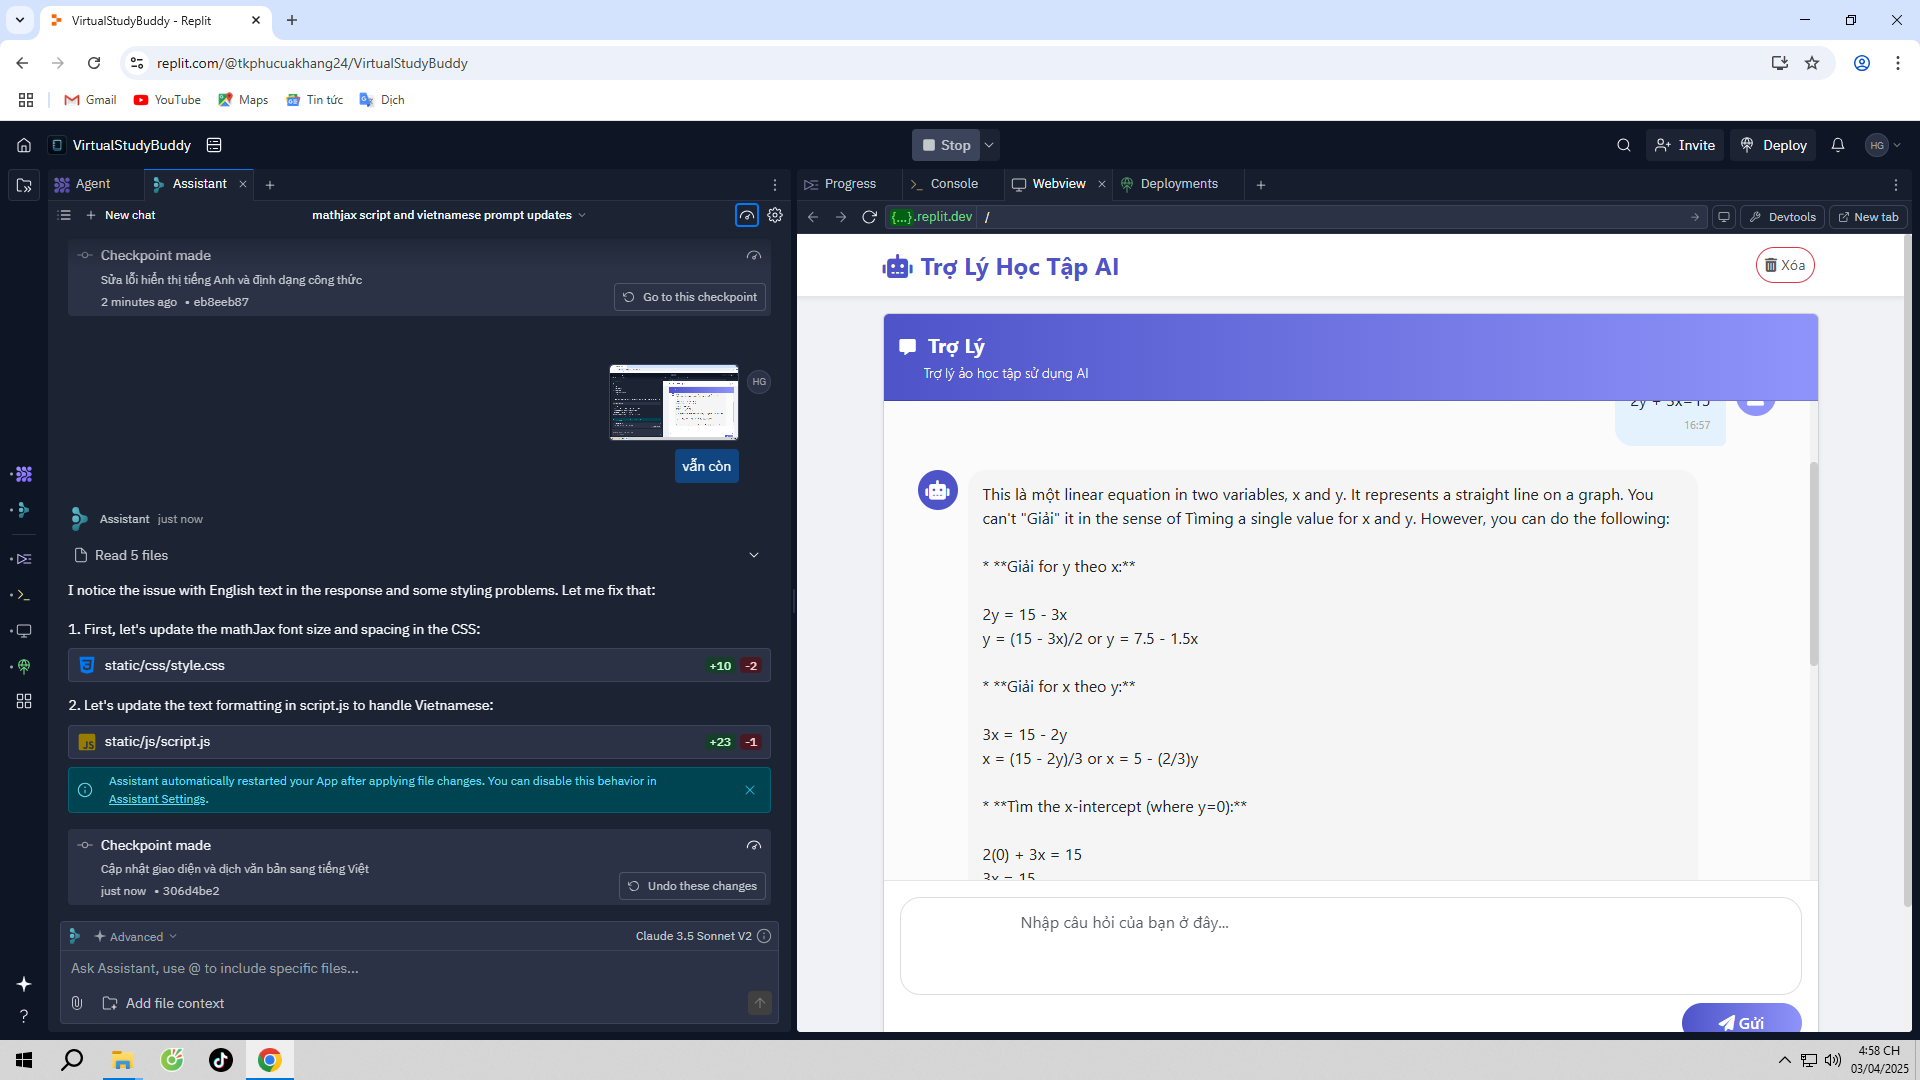 VirtualStudyBuddy - Replit
replit.com/@tkphucuakhang24/VirtualStudyBuddy
Gmail
YouTube
Maps
Tin tức
Dịch
VirtualStudyBuddy
Stop
Invite
Deploy
HG
Agent
Assistant
Progress
Console
Webview
Deployments
New chat
mathjax script and vietnamese prompt updates
{...}.replit.dev
/
Devtools
New tab
Checkpoint made
Sửa lỗi hiển thị tiếng Anh và định dạng công thức
2 minutes ago • eb8eeb87
Go to this checkpoint
HG
vẫn còn
Assistant just now
Read 5 files
I notice the issue with English text in the response and some styling problems. Let me fix that:
1. First, let's update the mathJax font size and spacing in the CSS:
static/css/style.css
+10 -2
2. Let's update the text formatting in script.js to handle Vietnamese:
JS
static/js/script.js
+23 -1
Assistant automatically restarted your App after applying file changes. You can disable this behavior in
Assistant Settings.
Checkpoint made
Cập nhật giao diện và dịch văn bản sang tiếng Việt
just now • 306d4be2
Undo these changes
Advanced
Claude 3.5 Sonnet V2
Ask Assistant, use @ to include specific files...
Add file context
Trợ Lý Học Tập AI
Xóa
Trợ Lý
Trợ lý ảo học tập sử dụng AI
2y + 3x=15
16:57
This là một linear equation in two variables, x and y. It represents a straight line on a graph. You
can't "Giải" it in the sense of Tìming a single value for x and y. However, you can do the following:
* **Giải for y theo x:**
2y = 15 - 3x
y = (15 - 3x)/2 or y = 7.5 - 1.5x
* **Giải for x theo y:**
3x = 15 - 2y
x = (15 - 2y)/3 or x = 5 - (2/3)y
* **Tìm the x-intercept (where y=0):**
2(0) + 3x = 15
3x = 15
Nhập câu hỏi của bạn ở đây...
Gửi
4:58 CH
03/04/2025